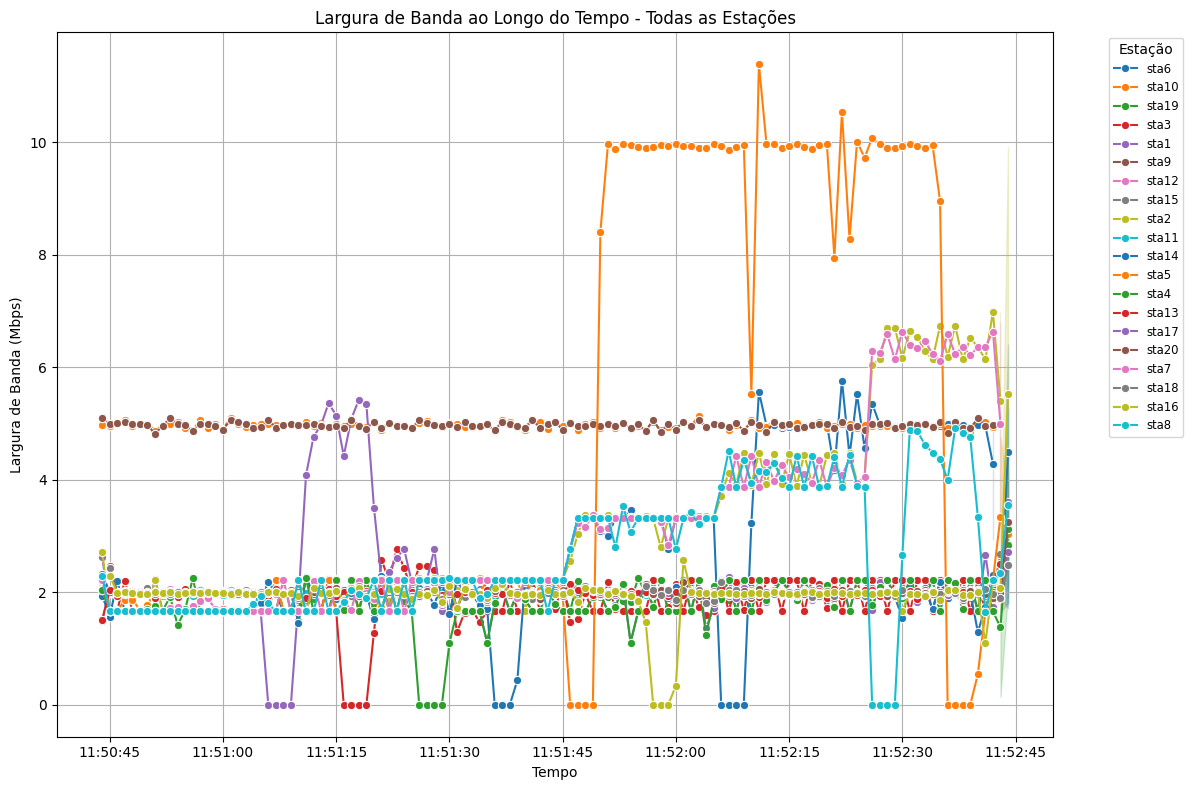 Largura de Banda ao Longo do Tempo - Todas as Estações
Largura de Banda (Mbps)
10
8
6
4
2
0
11:50:45
11:51:00
11:51:15
11:51:30
11:51:45
11:52:00
11:52:15
11:52:30
11:52:45
Tempo
Estação
sta6
sta10
sta19
sta3
sta1
sta9
sta12
sta15
sta2
sta11
sta14
sta5
sta4
sta13
sta17
sta20
sta7
sta18
sta16
sta8